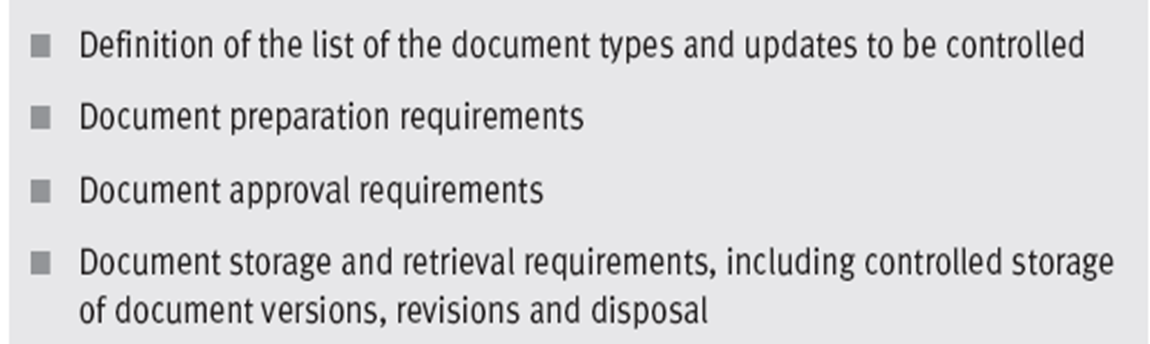 ■ Definition of the list of the document types and updates to be controlled
■ Document preparation requirements
■ Document approval requirements
■ Document storage and retrieval requirements, including controlled storage
of document versions, revisions and disposal